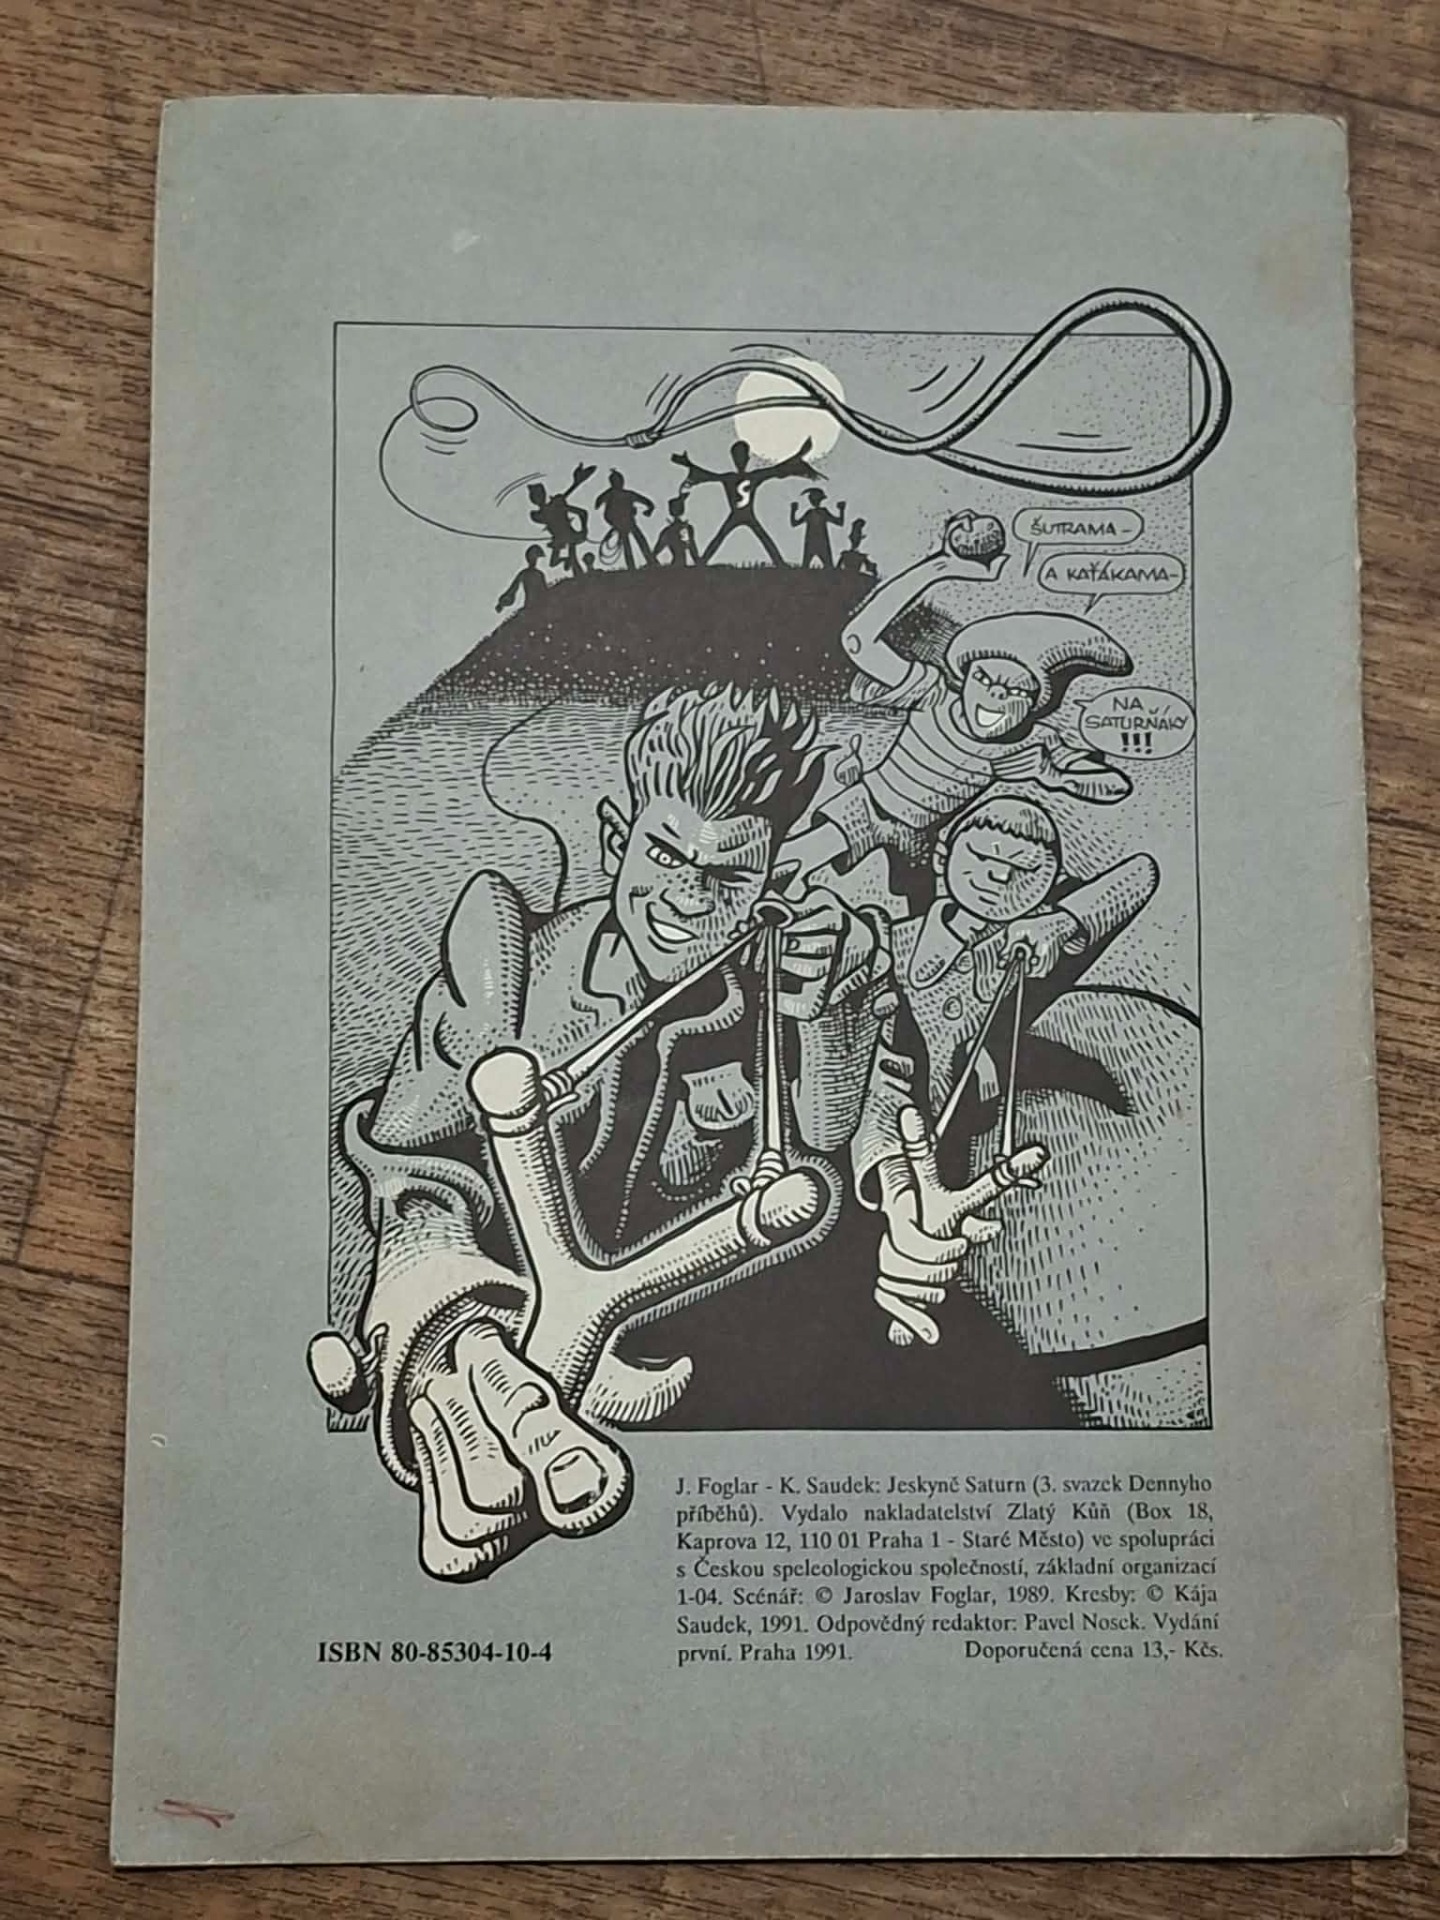 S
ŠUTRAMA –
A KAŤÁKAMA –
NA
SATURŇÁKY
!!!
J. Foglar - K. Saudek: Jeskyně Saturn (3. svazek Dennyho
příběhů). Vydalo nakladatelství Zlatý Kůň (Box 18,
Kaprova 12, 110 01 Praha 1 - Staré Město) ve spolupráci
s Českou speleologickou společností, základní organizací
1-04. Scénář: © Jaroslav Foglar, 1989. Kresby: © Kája
Saudek, 1991. Odpovědný redaktor: Pavel Nosek. Vydání
první. Praha 1991. Doporučená cena 13,- Kčs.
ISBN 80-85304-10-4